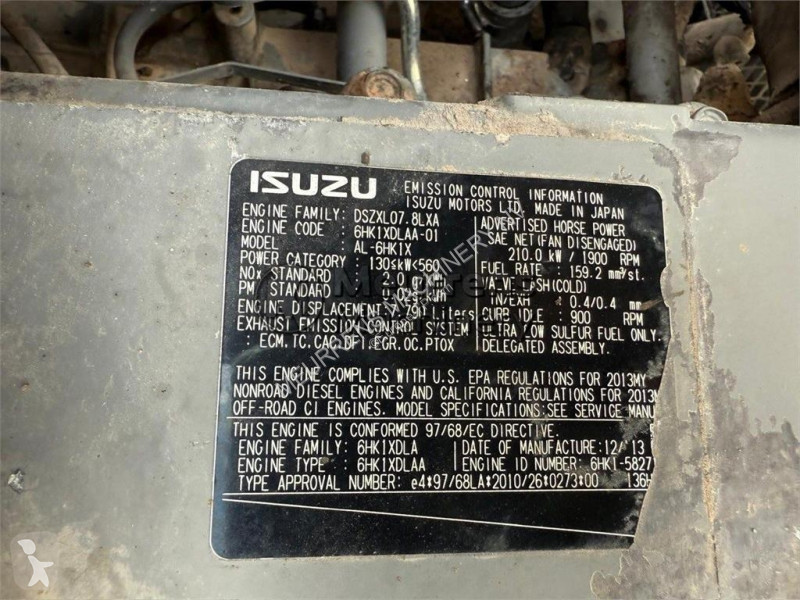 ISUZU EMISSION CONTROL INFORMATION
ISUZU MOTORS LTD. MADE IN JAPAN
ENGINE FAMILY: DSZXL07.8LXA
ENGINE CODE : 6HK1XDLAA-01
MODEL : AL-6HK1X
POWER CATEGORY : 130≤kW<560
NOx STANDARD
PM STANDARD
ENGINE DISPLACEMENT Liters
EXHAUST EMISSION CONTROL SYSTEM
: ECM.TC.CAC.DFI.EGR.OC.PTOX
ADVERTISED HORSE POWER
SAE NET(FAN DISENGAGED)
210.0 kW / 1900 RPM
FUEL RATE : 159.2 mm³/st.
VALVE LASH(COLD)
IN/EXH : 0.4/0.4 mm
CURB IDLE : 900 RPM
ULTRA LOW SULFUR FUEL ONLY.
DELEGATED ASSEMBLY.
THIS ENGINE COMPLIES WITH U.S. EPA REGULATIONS FOR 2013MY
NONROAD DIESEL ENGINES AND CALIFORNIA REGULATIONS FOR 2013M
OFF-ROAD CI ENGINES. MODEL SPECIFICATIONS:SEE SERVICE MANU
THIS ENGINE IS CONFORMED 97/68/EC DIRECTIVE.
ENGINE FAMILY : 6HK1XDLA DATE OF MANUFACTURE:12/'13
ENGINE TYPE : 6HK1XDLAA ENGINE ID NUMBER: 6HK1-5827
TYPE APPROVAL NUMBER: e4*97/68LA*2010/26*0273*00 136H